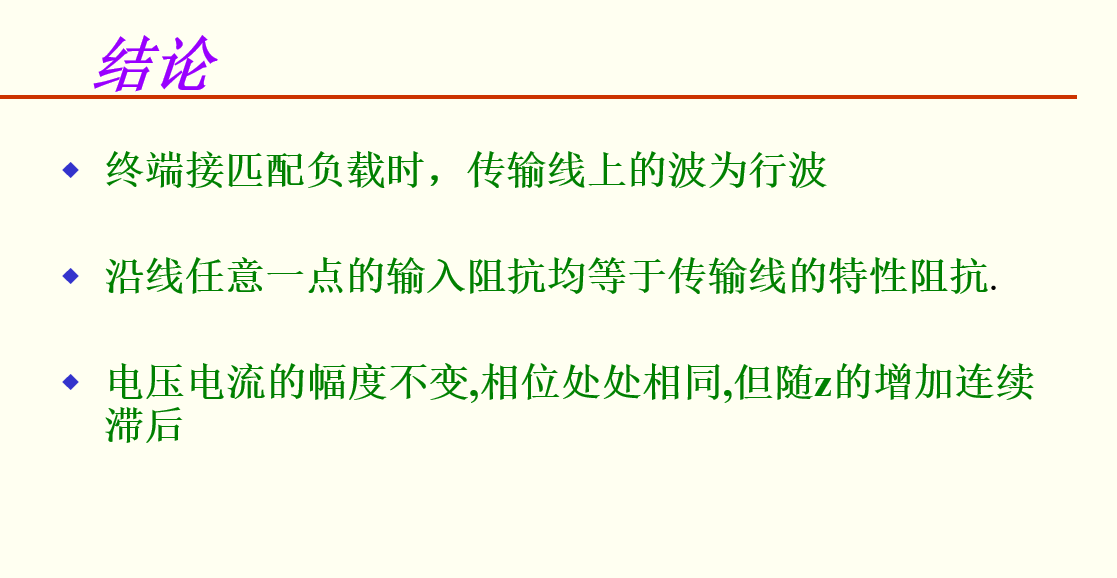 结论
终端接匹配负载时，传输线上的波为行波
沿线任意一点的输入阻抗均等于传输线的特性阻抗.
电压电流的幅度不变,相位处处相同,但随z的增加连续
滞后